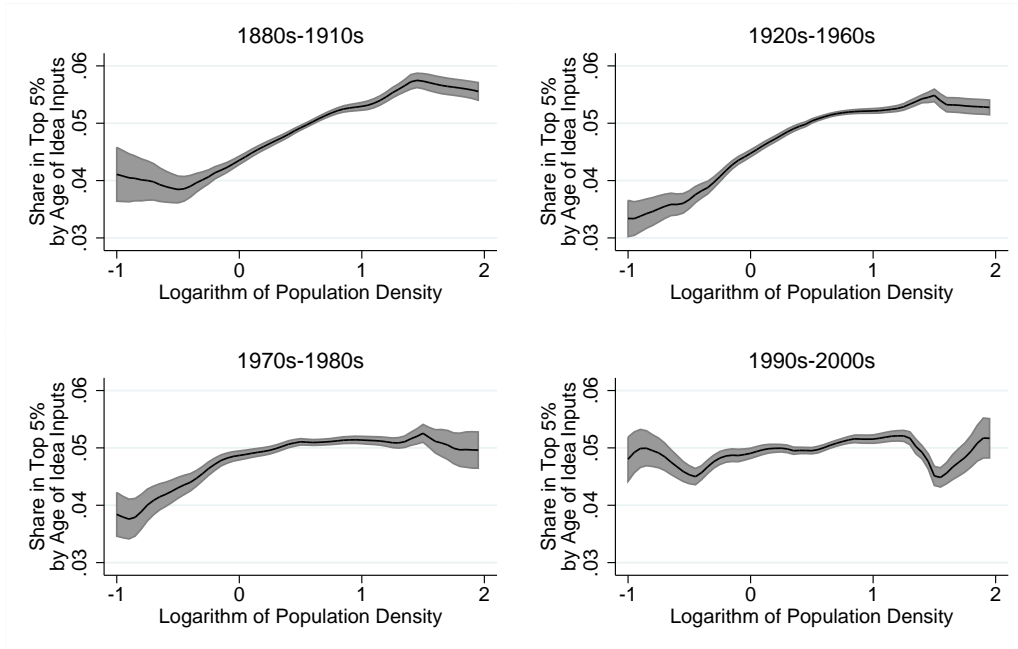 1880s-1910s
Share in Top 5%
by Age of Idea Inputs
.03 .04 .05 .06
-1 0 1 2
Logarithm of Population Density
1920s-1960s
Share in Top 5%
by Age of Idea Inputs
.03 .04 .05 .06
-1 0 1 2
Logarithm of Population Density
1970s-1980s
Share in Top 5%
by Age of Idea Inputs
.03 .04 .05 .06
-1 0 1 2
Logarithm of Population Density
1990s-2000s
Share in Top 5%
by Age of Idea Inputs
.03 .04 .05 .06
-1 0 1 2
Logarithm of Population Density